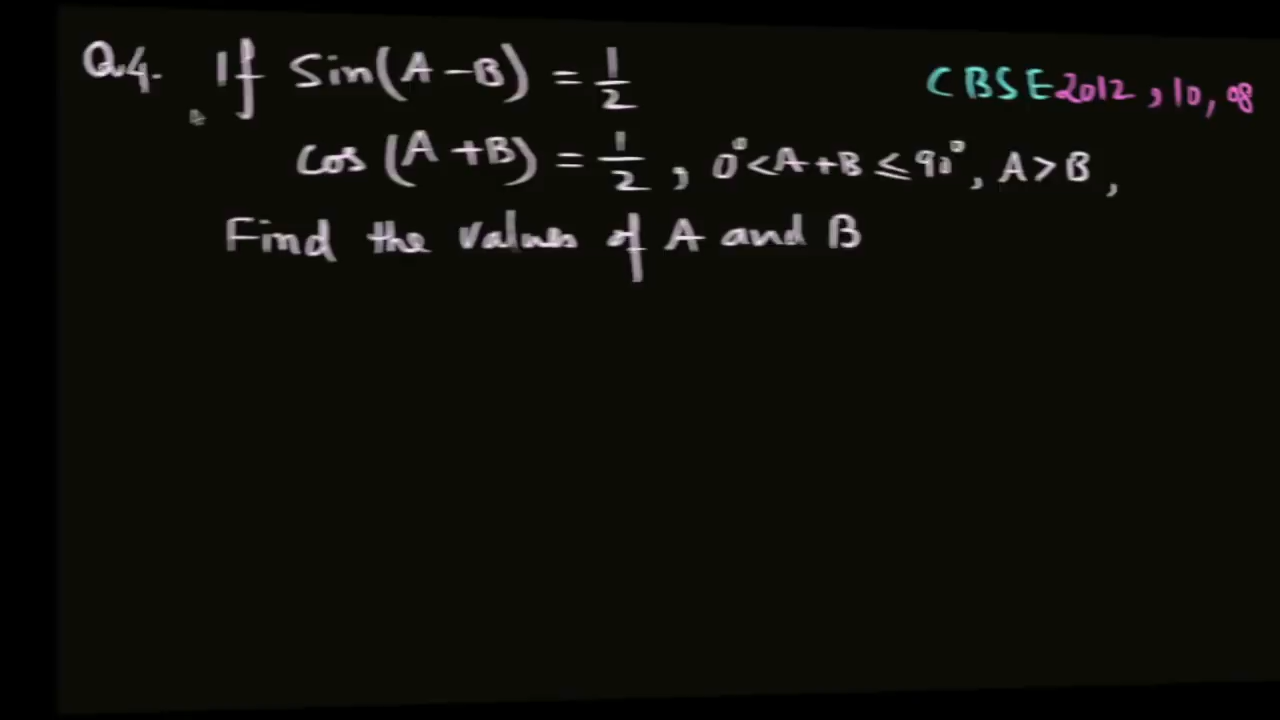 Q.4. If Sin(A-B) = 1/2
CBSE 2012, 10, 08
cos(A+B) = 1/2, 0°<A+B≤90°, A>B,
Find the values of A and B